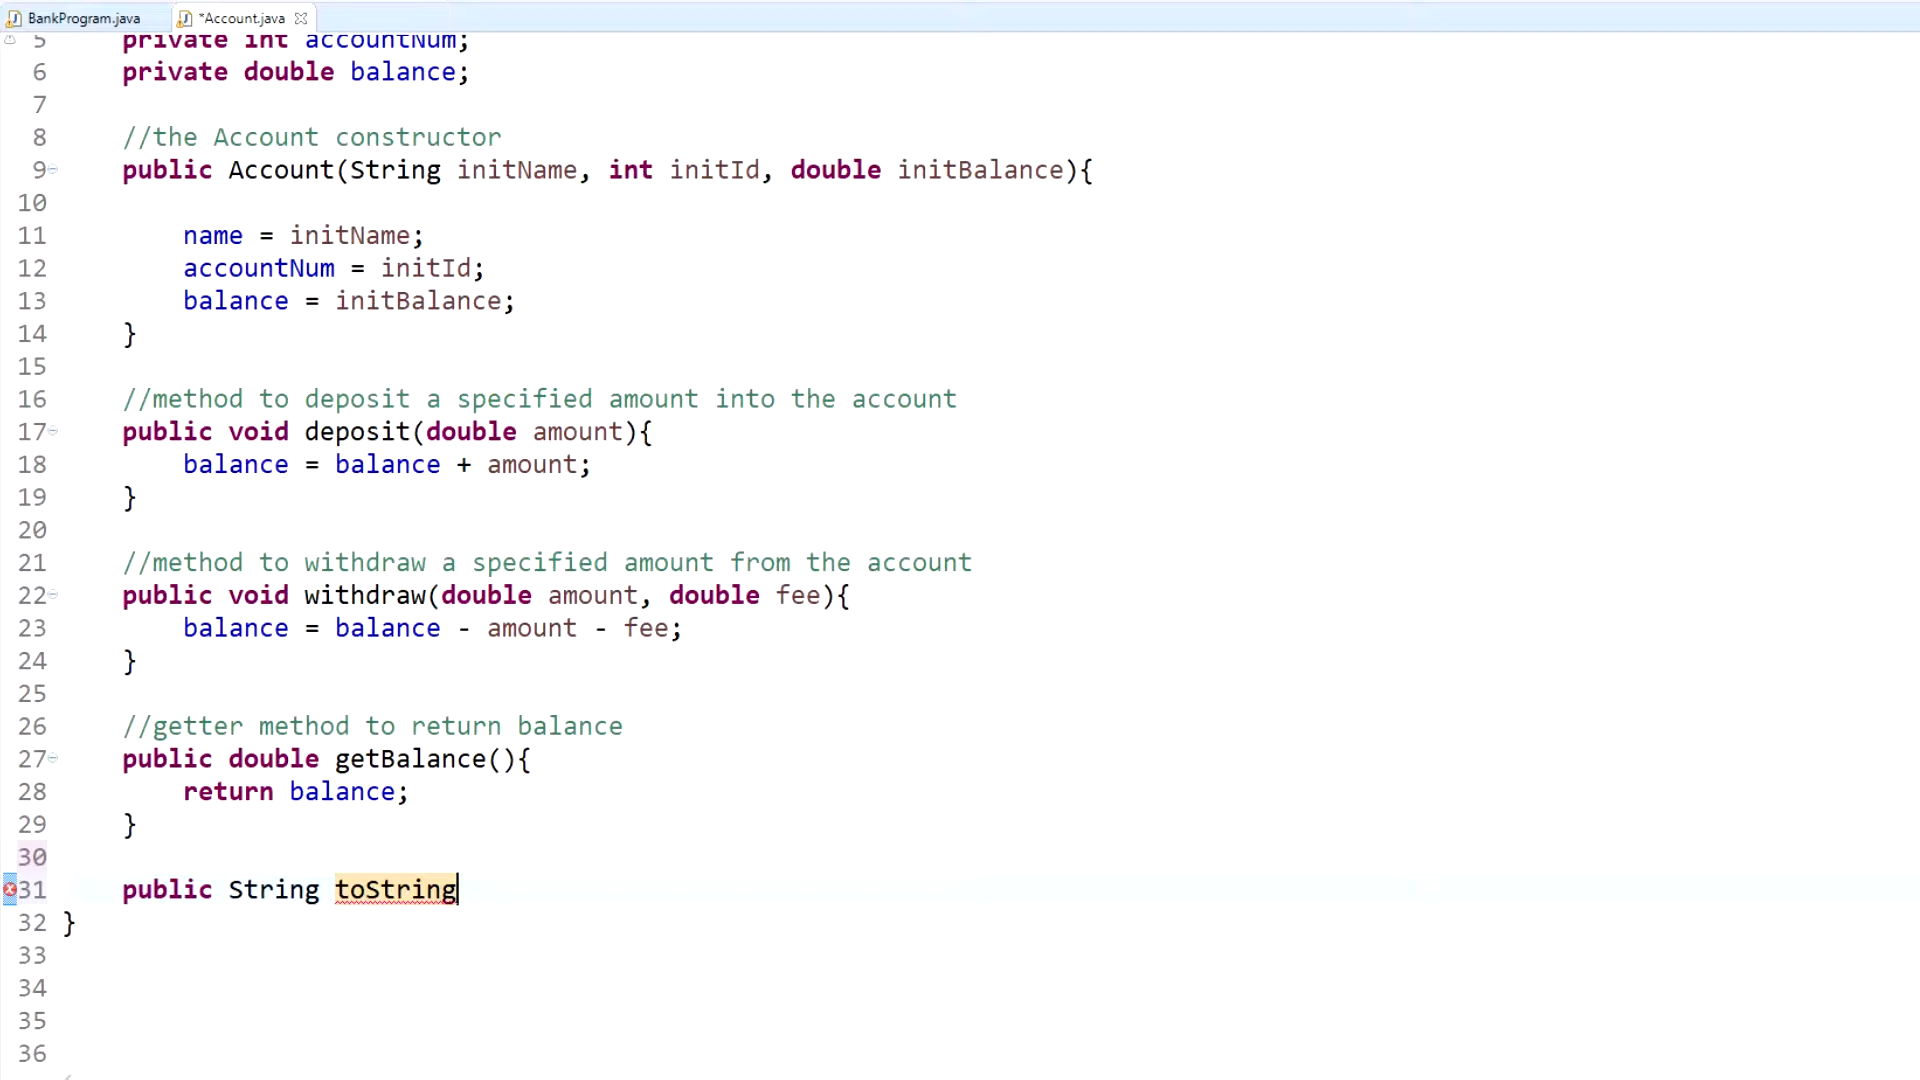 BankProgram.java *Account.java
5 private int accountNum;
6 private double balance;
7
8 //the Account constructor
9 public Account(String initName, int initId, double initBalance){
10
11 name = initName;
12 accountNum = initId;
13 balance = initBalance;
14 }
15
16 //method to deposit a specified amount into the account
17 public void deposit(double amount){
18 balance = balance + amount;
19 }
20
21 //method to withdraw a specified amount from the account
22 public void withdraw(double amount, double fee){
23 balance = balance - amount - fee;
24 }
25
26 //getter method to return balance
27 public double getBalance(){
28 return balance;
29 }
30
31 public String toString
32 }
33
34
35
36